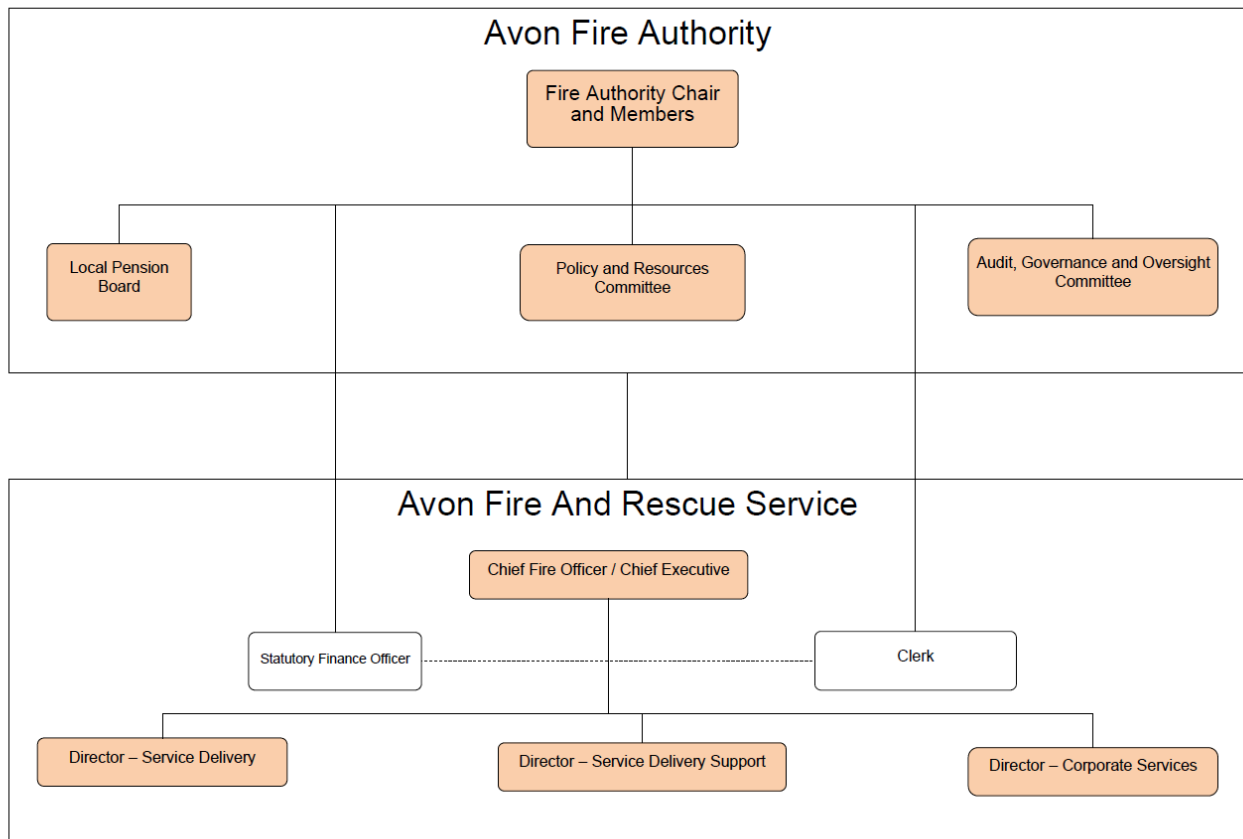 Avon Fire Authority
Fire Authority Chair
and Members
Local Pension
Board
Policy and Resources
Committee
Audit, Governance and Oversight
Committee
Avon Fire And Rescue Service
Chief Fire Officer / Chief Executive
Statutory Finance Officer
Clerk
Director – Service Delivery
Director – Service Delivery Support
Director – Corporate Services